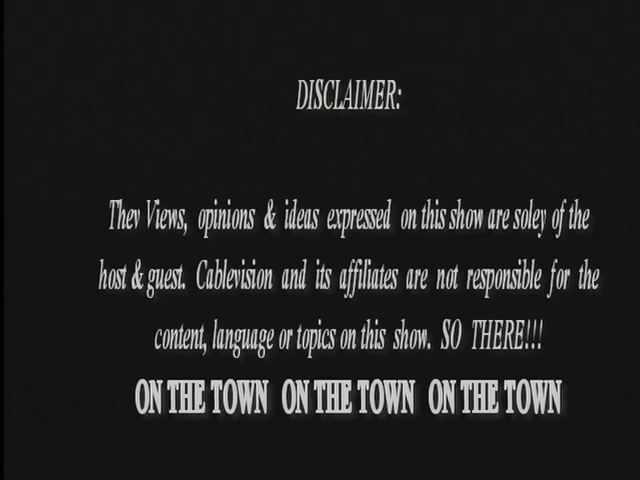 DISCLAIMER:
Thev Views, opinions & ideas expressed on this show are soley of the
host & guest. Cablevision and its affiliates are not responsible for the
content, language or topics on this show. SO THERE!!!
ON THE TOWN ON THE TOWN ON THE TOWN